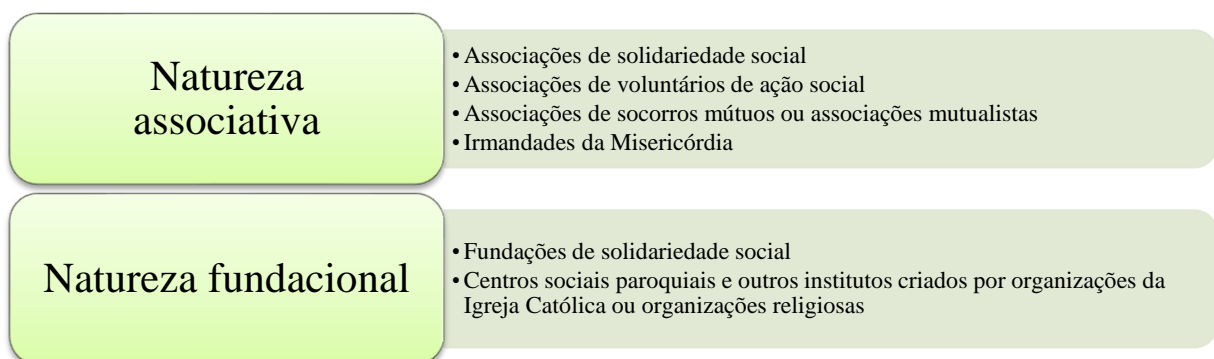 Natureza
associativa
• Associações de solidariedade social
• Associações de voluntários de ação social
• Associações de socorros mútuos ou associações mutualistas
• Irmandades da Misericórdia
Natureza fundacional
• Fundações de solidariedade social
• Centros sociais paroquiais e outros institutos criados por organizações da
Igreja Católica ou organizações religiosas